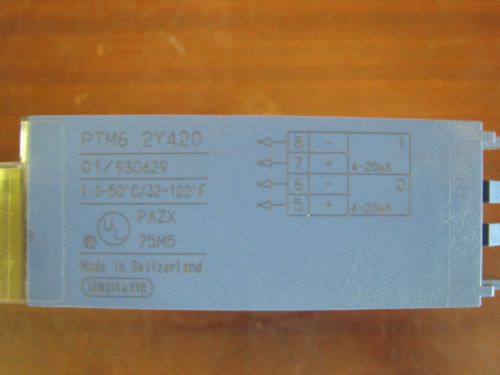 PTM6 2Y420
01/930629
t:0-50°C/32-122°F
UL
PAZX
75M5
Made in Switzerland
LANDIS & GYR
8 - 1
7 + 4-20mA
6 - 2
5 + 4-20mA